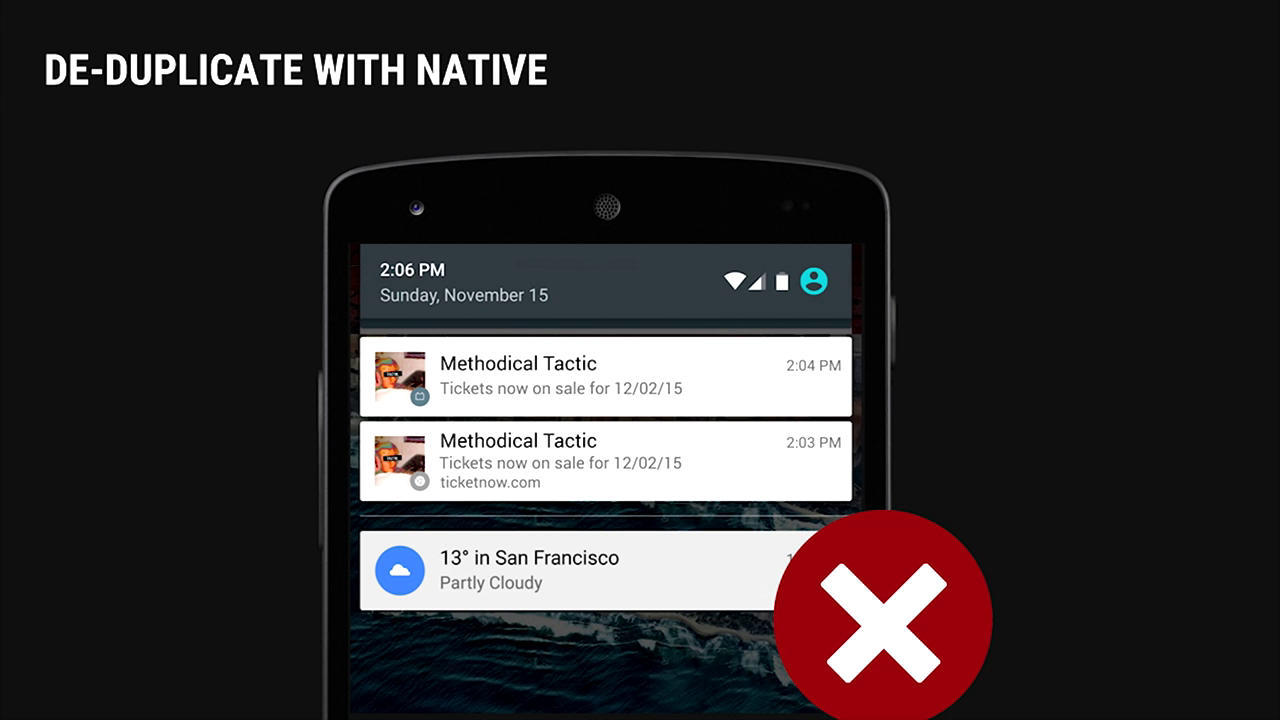 DE-DUPLICATE WITH NATIVE
2:06 PM
Sunday, November 15
Methodical Tactic
2:04 PM
Tickets now on sale for 12/02/15
Methodical Tactic
2:03 PM
Tickets now on sale for 12/02/15
ticketnow.com
13° in San Francisco
Partly Cloudy